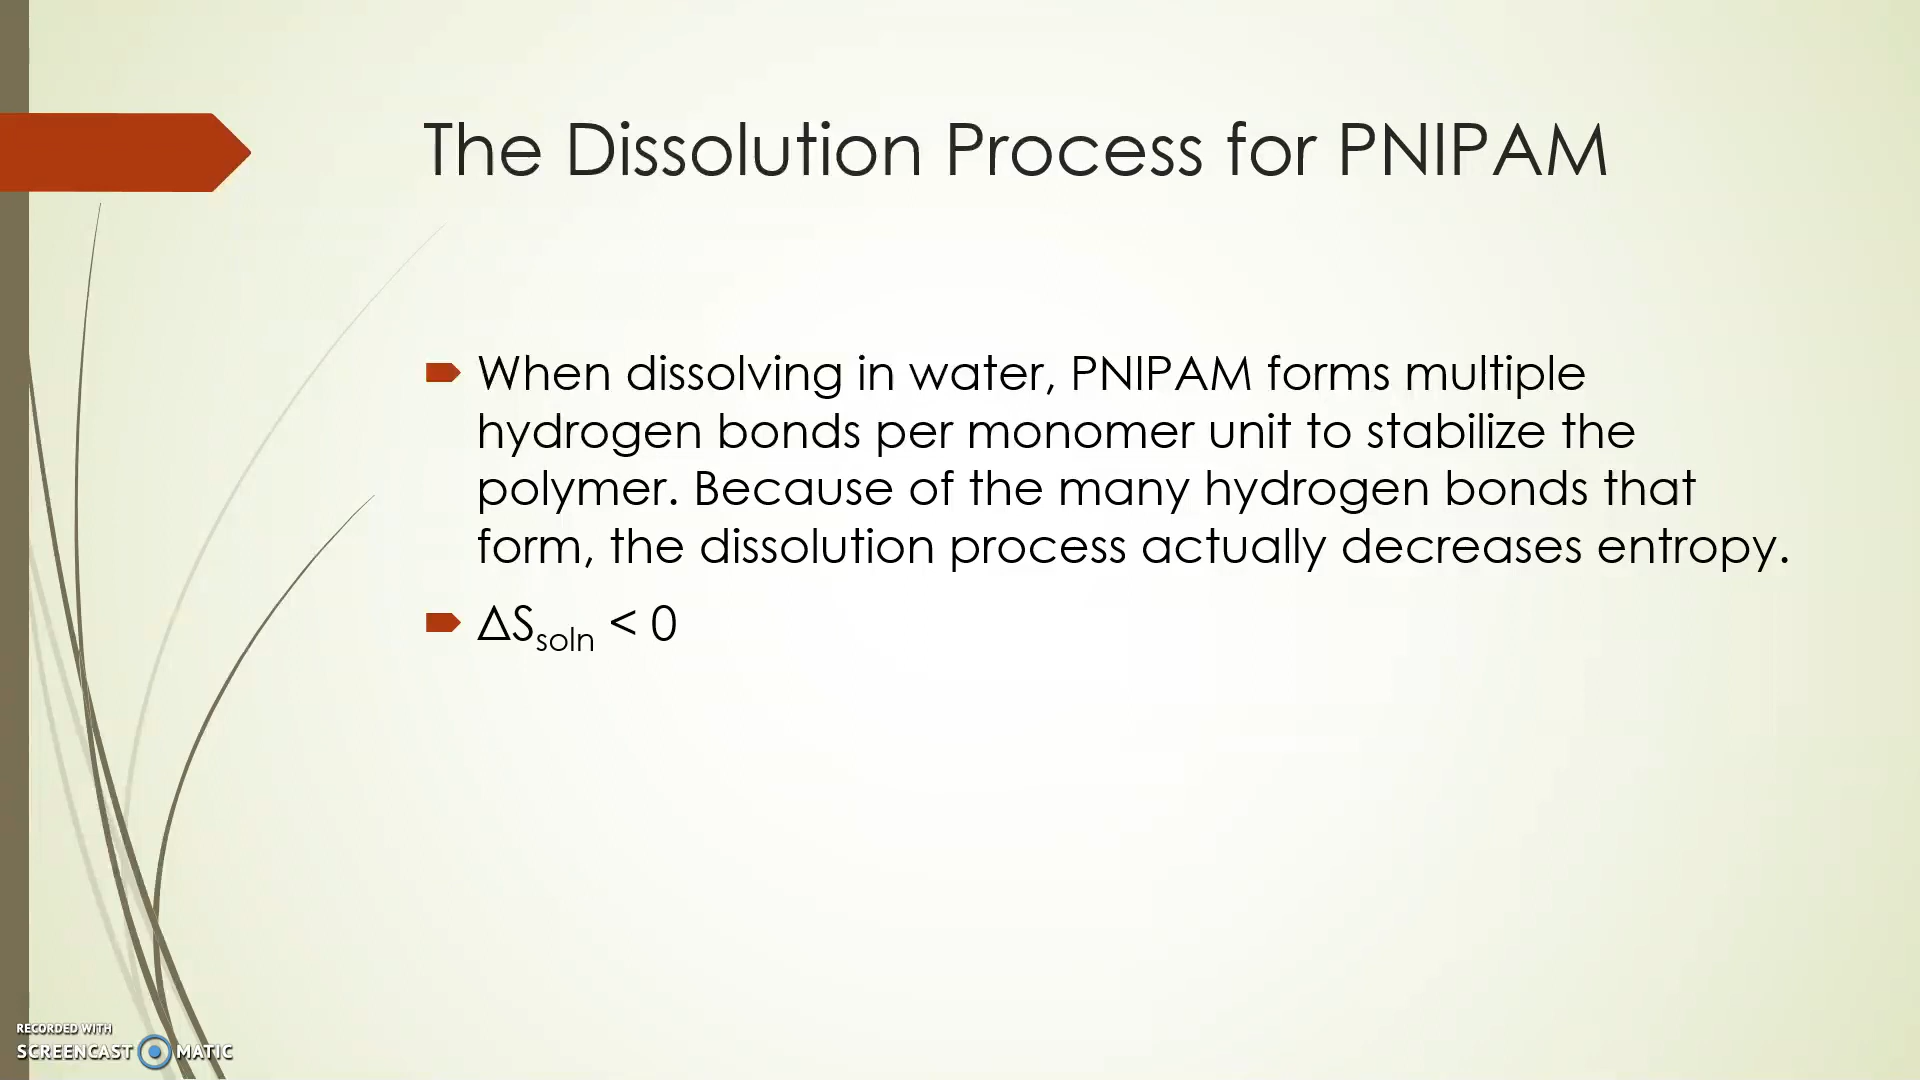 The Dissolution Process for PNIPAM
When dissolving in water, PNIPAM forms multiple
hydrogen bonds per monomer unit to stabilize the
polymer. Because of the many hydrogen bonds that
form, the dissolution process actually decreases entropy.
ΔSsoln < 0
RECORDED WITH
SCREENCAST MATIC